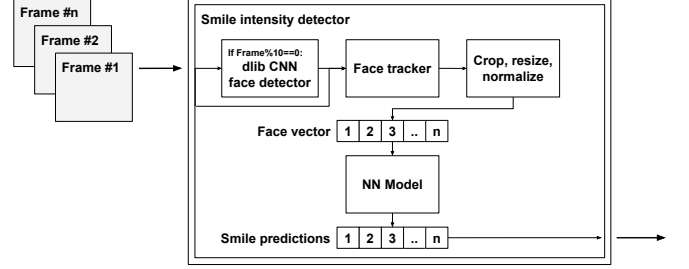 Frame #n
Frame #2
Frame #1
Smile intensity detector
If Frame%10==0:
dlib CNN
face detector
Face tracker
Crop, resize,
normalize
Face vector 1 2 3 .. n
NN Model
Smile predictions 1 2 3 .. n